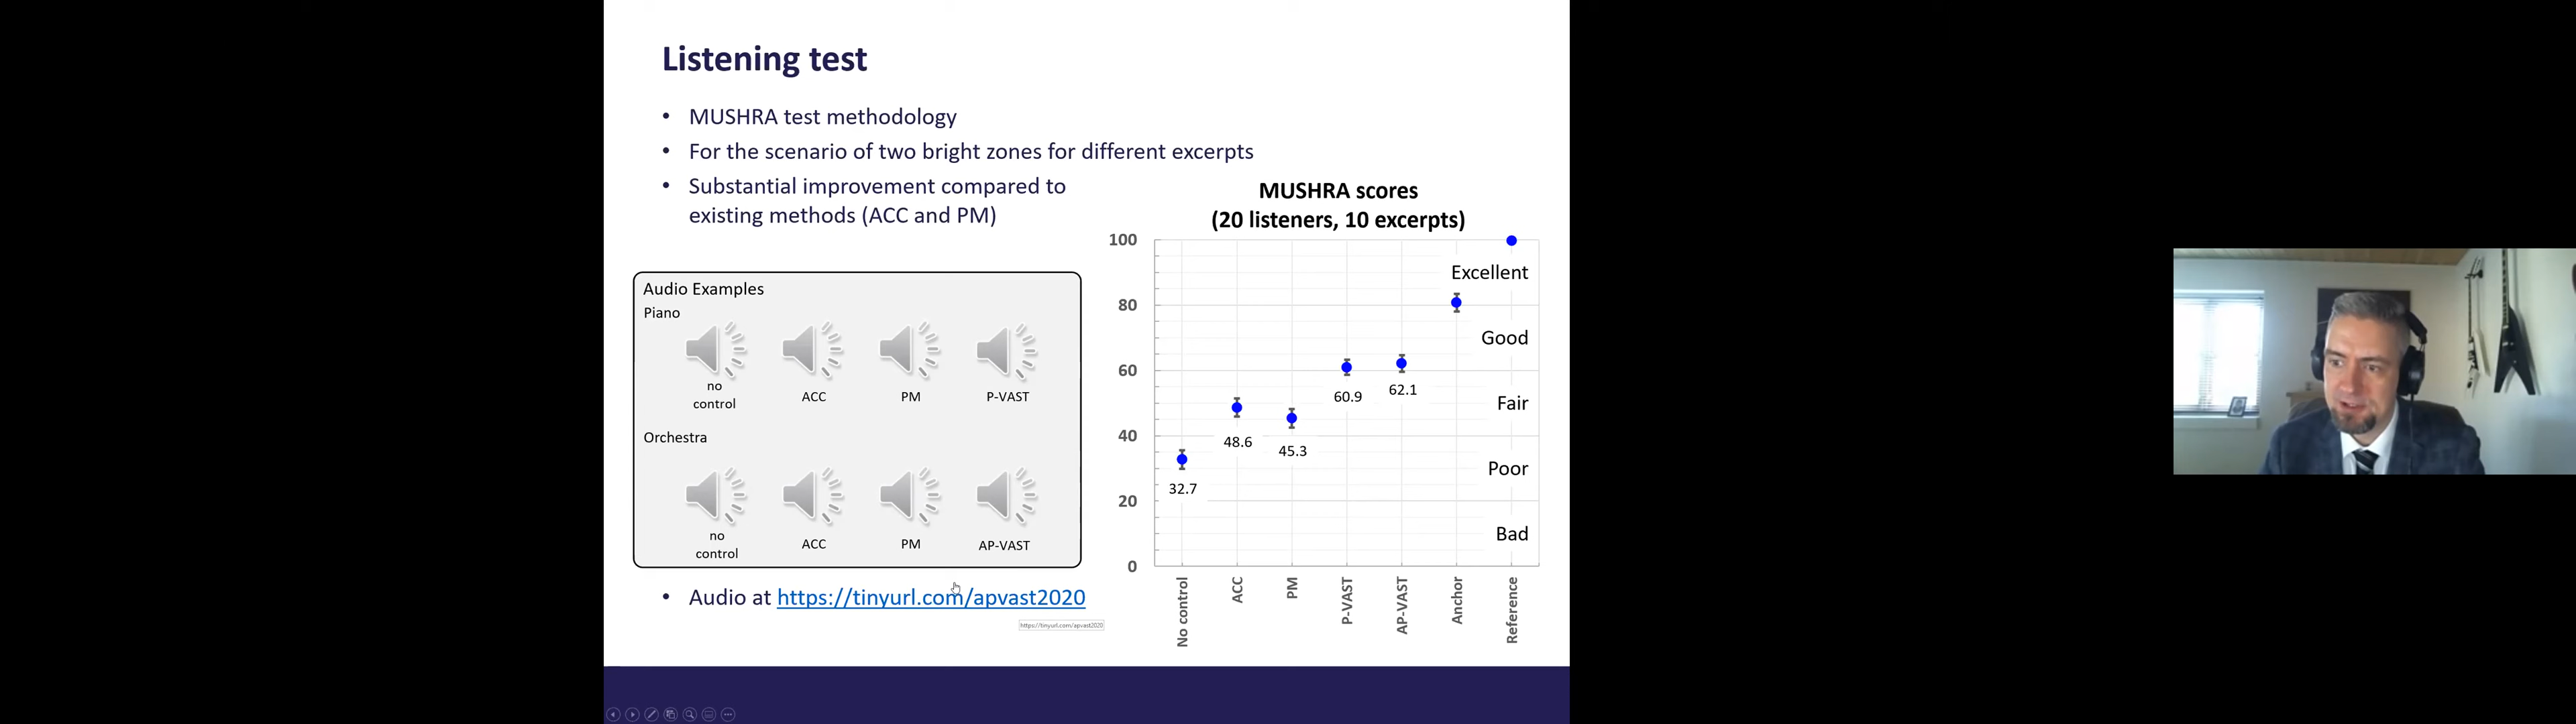 Listening test
• MUSHRA test methodology
• For the scenario of two bright zones for different excerpts
• Substantial improvement compared to
existing methods (ACC and PM)
Audio Examples
Piano
no
control
ACC
PM
P-VAST
Orchestra
no
control
ACC
PM
AP-VAST
• Audio at https://tinyurl.com/apvast2020
https://tinyurl.com/apvast2020
MUSHRA scores
(20 listeners, 10 excerpts)
100
80
60
40
20
0
Excellent
Good
Fair
Poor
Bad
32.7
48.6
45.3
60.9
62.1
No control
ACC
PM
P-VAST
AP-VAST
Anchor
Reference